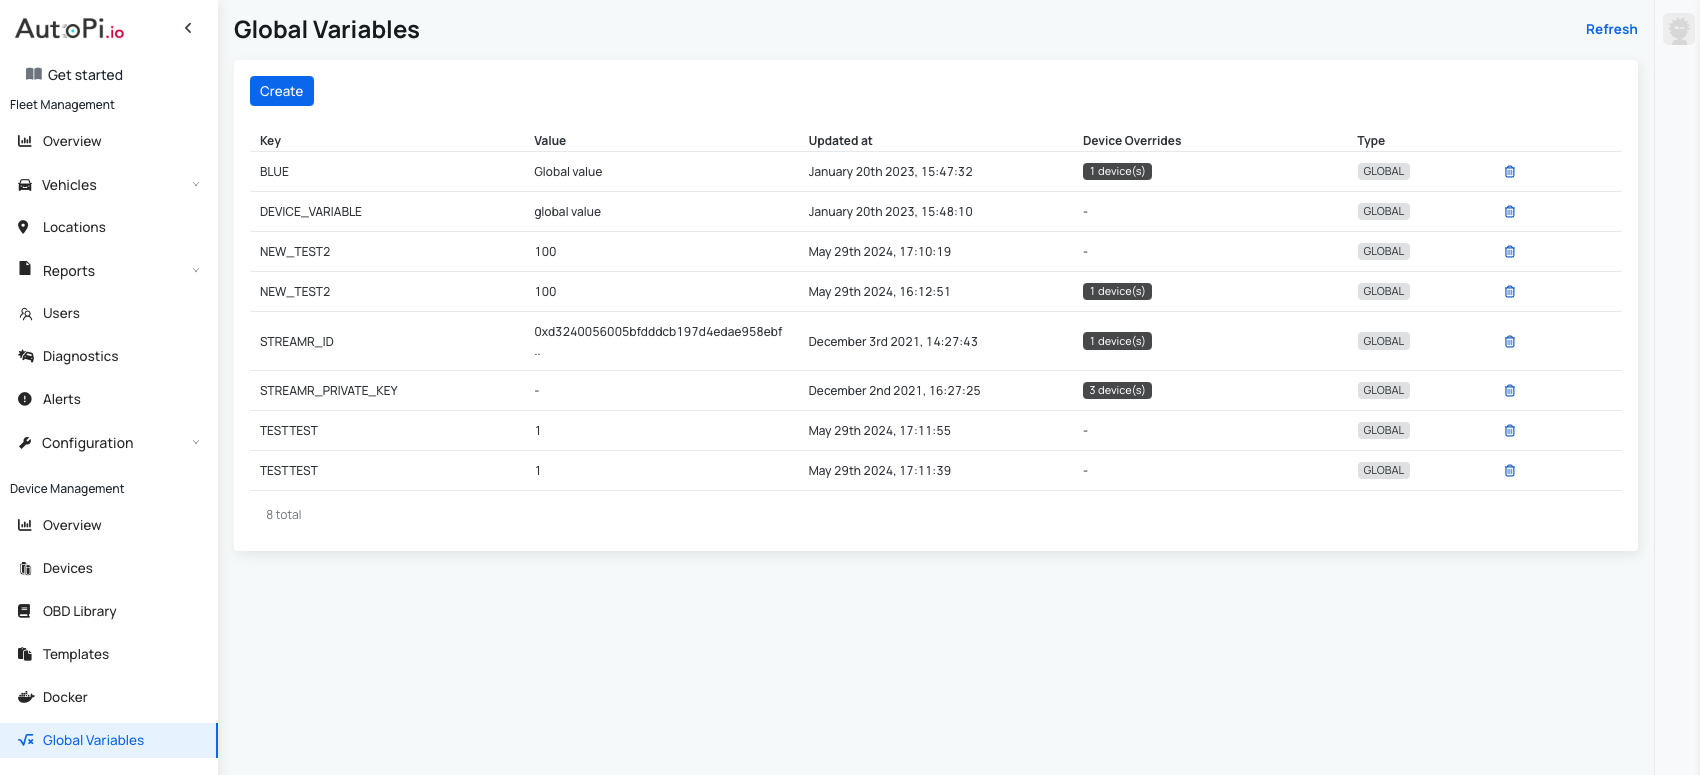 AutoPi.io
Get started
Fleet Management
Overview
Vehicles
Locations
Reports
Users
Diagnostics
Alerts
Configuration
Device Management
Overview
Devices
OBD Library
Templates
Docker
Global Variables
Global Variables
Refresh
Create
Key Value Updated at Device Overrides Type
BLUE Global value January 20th 2023, 15:47:32 1 device(s) GLOBAL
DEVICE_VARIABLE global value January 20th 2023, 15:48:10 - GLOBAL
NEW_TEST2 100 May 29th 2024, 17:10:19 - GLOBAL
NEW_TEST2 100 May 29th 2024, 16:12:51 1 device(s) GLOBAL
STREAMR_ID 0xd3240056005bfdddcb197d4edae958ebf December 3rd 2021, 14:27:43 1 device(s) GLOBAL
..
STREAMR_PRIVATE_KEY - December 2nd 2021, 16:27:25 3 device(s) GLOBAL
TESTTEST 1 May 29th 2024, 17:11:55 - GLOBAL
TESTTEST 1 May 29th 2024, 17:11:39 - GLOBAL
8 total